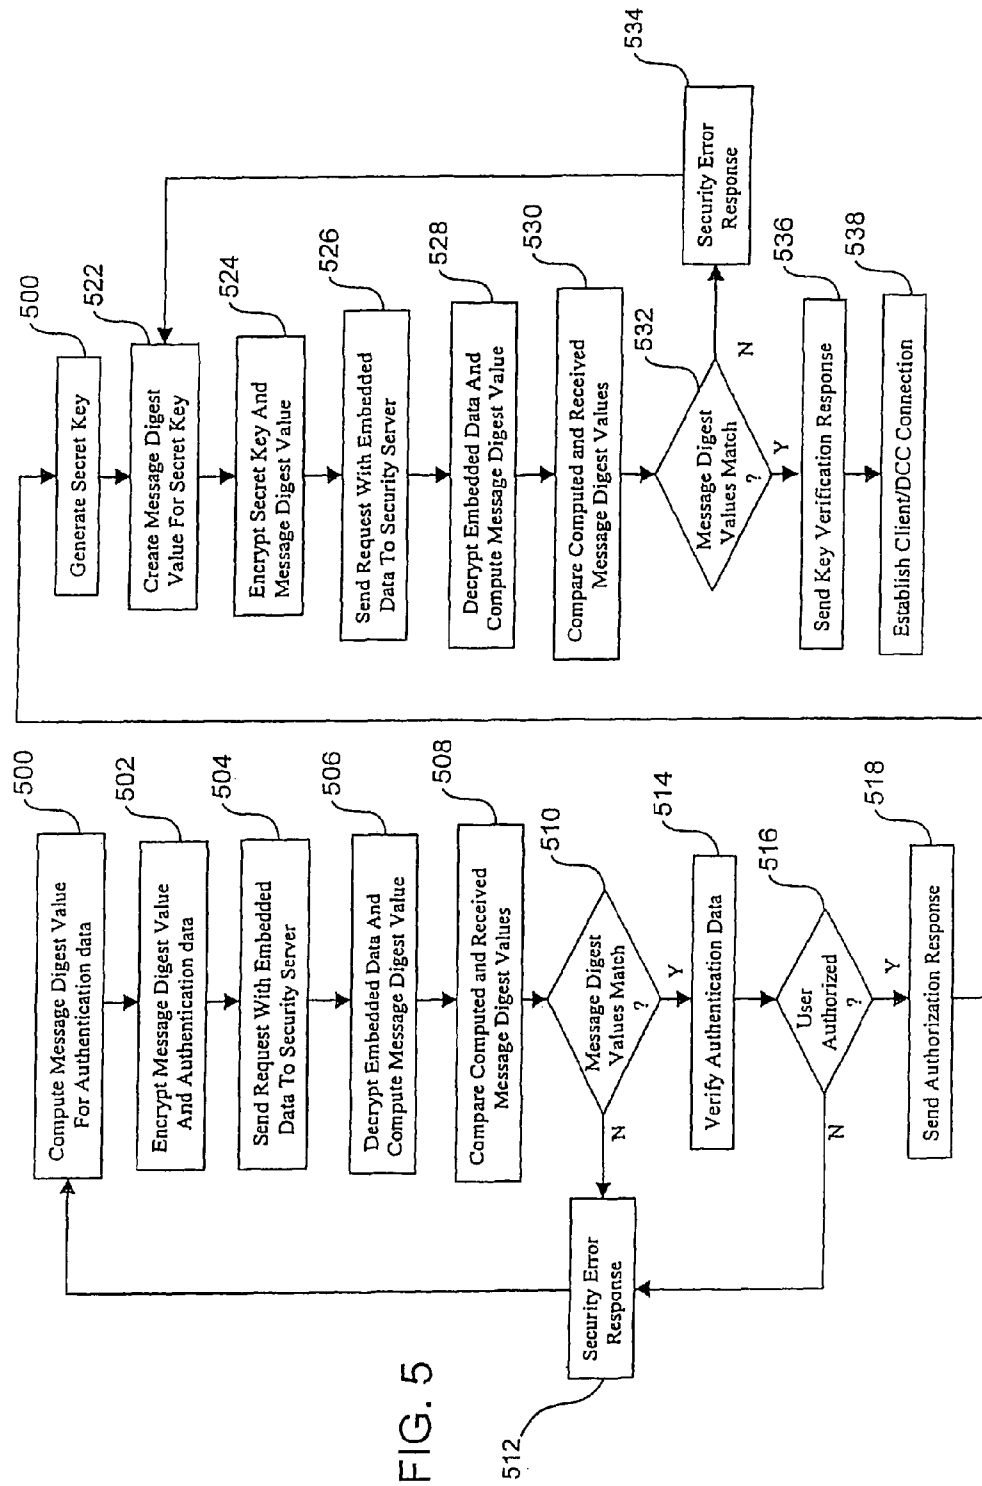 FIG. 5
500
Compute Message Digest Value
For Authentication data
502
Encrypt Message Digest Value
And Authentication data
504
Send Request With Embedded
Data To Security Server
506
Decrypt Embedded Data And
Compute Message Digest Value
508
Compare Computed and Received
Message Digest Values
510
Message Digest
Values Match
?
N
Y
512
Security Error
Response
514
Verify Authentication Data
516
User
Authorized
?
N
Y
518
Send Authorization Response
500
Generate Secret Key
522
Create Message Digest
Value For Secret Key
524
Encrypt Secret Key And
Message Digest Value
526
Send Request With Embedded
Data To Security Server
528
Decrypt Embedded Data And
Compute Message Digest Value
530
Compare Computed and Received
Message Digest Values
532
Message Digest
Values Match
?
N
Y
534
Security Error
Response
536
Send Key Verification Response
538
Establish Client/DCC Connection